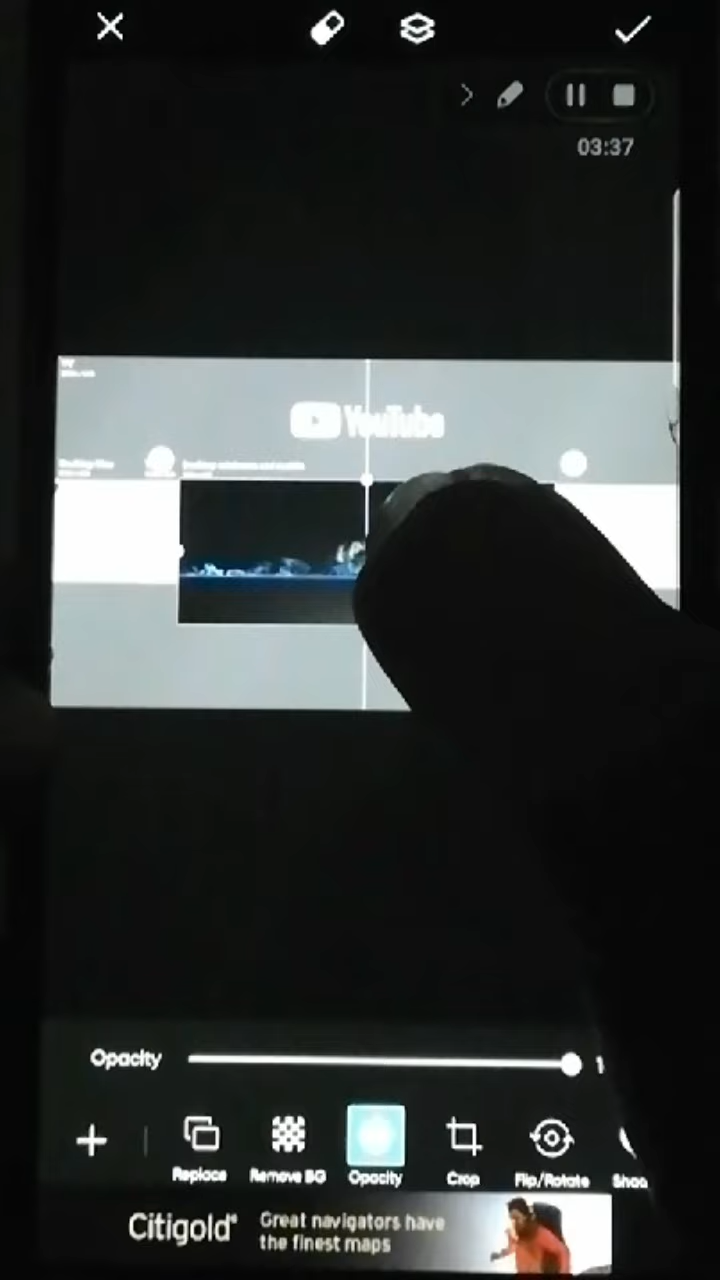 03:37
YouTube
Opacity
Replace
Remove BG
Opacity
Crop
Flip/Rotate
Citigold®
Great navigators have
the finest maps